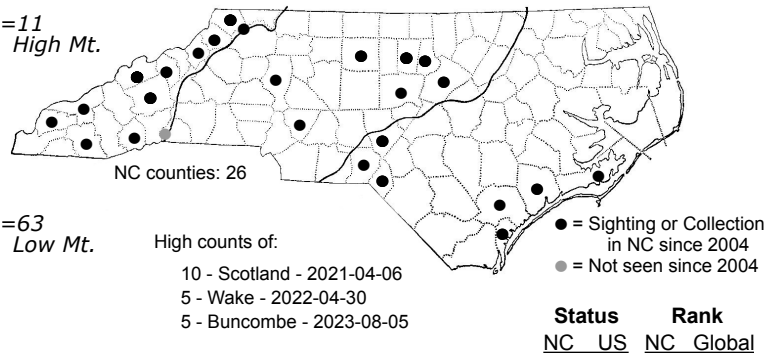 =11
High Mt.
NC counties: 26
=63
Low Mt.
High counts of:
10 - Scotland - 2021-04-06
5 - Wake - 2022-04-30
5 - Buncombe - 2023-08-05
● = Sighting or Collection
in NC since 2004
● = Not seen since 2004
Status Rank
NC US NC Global